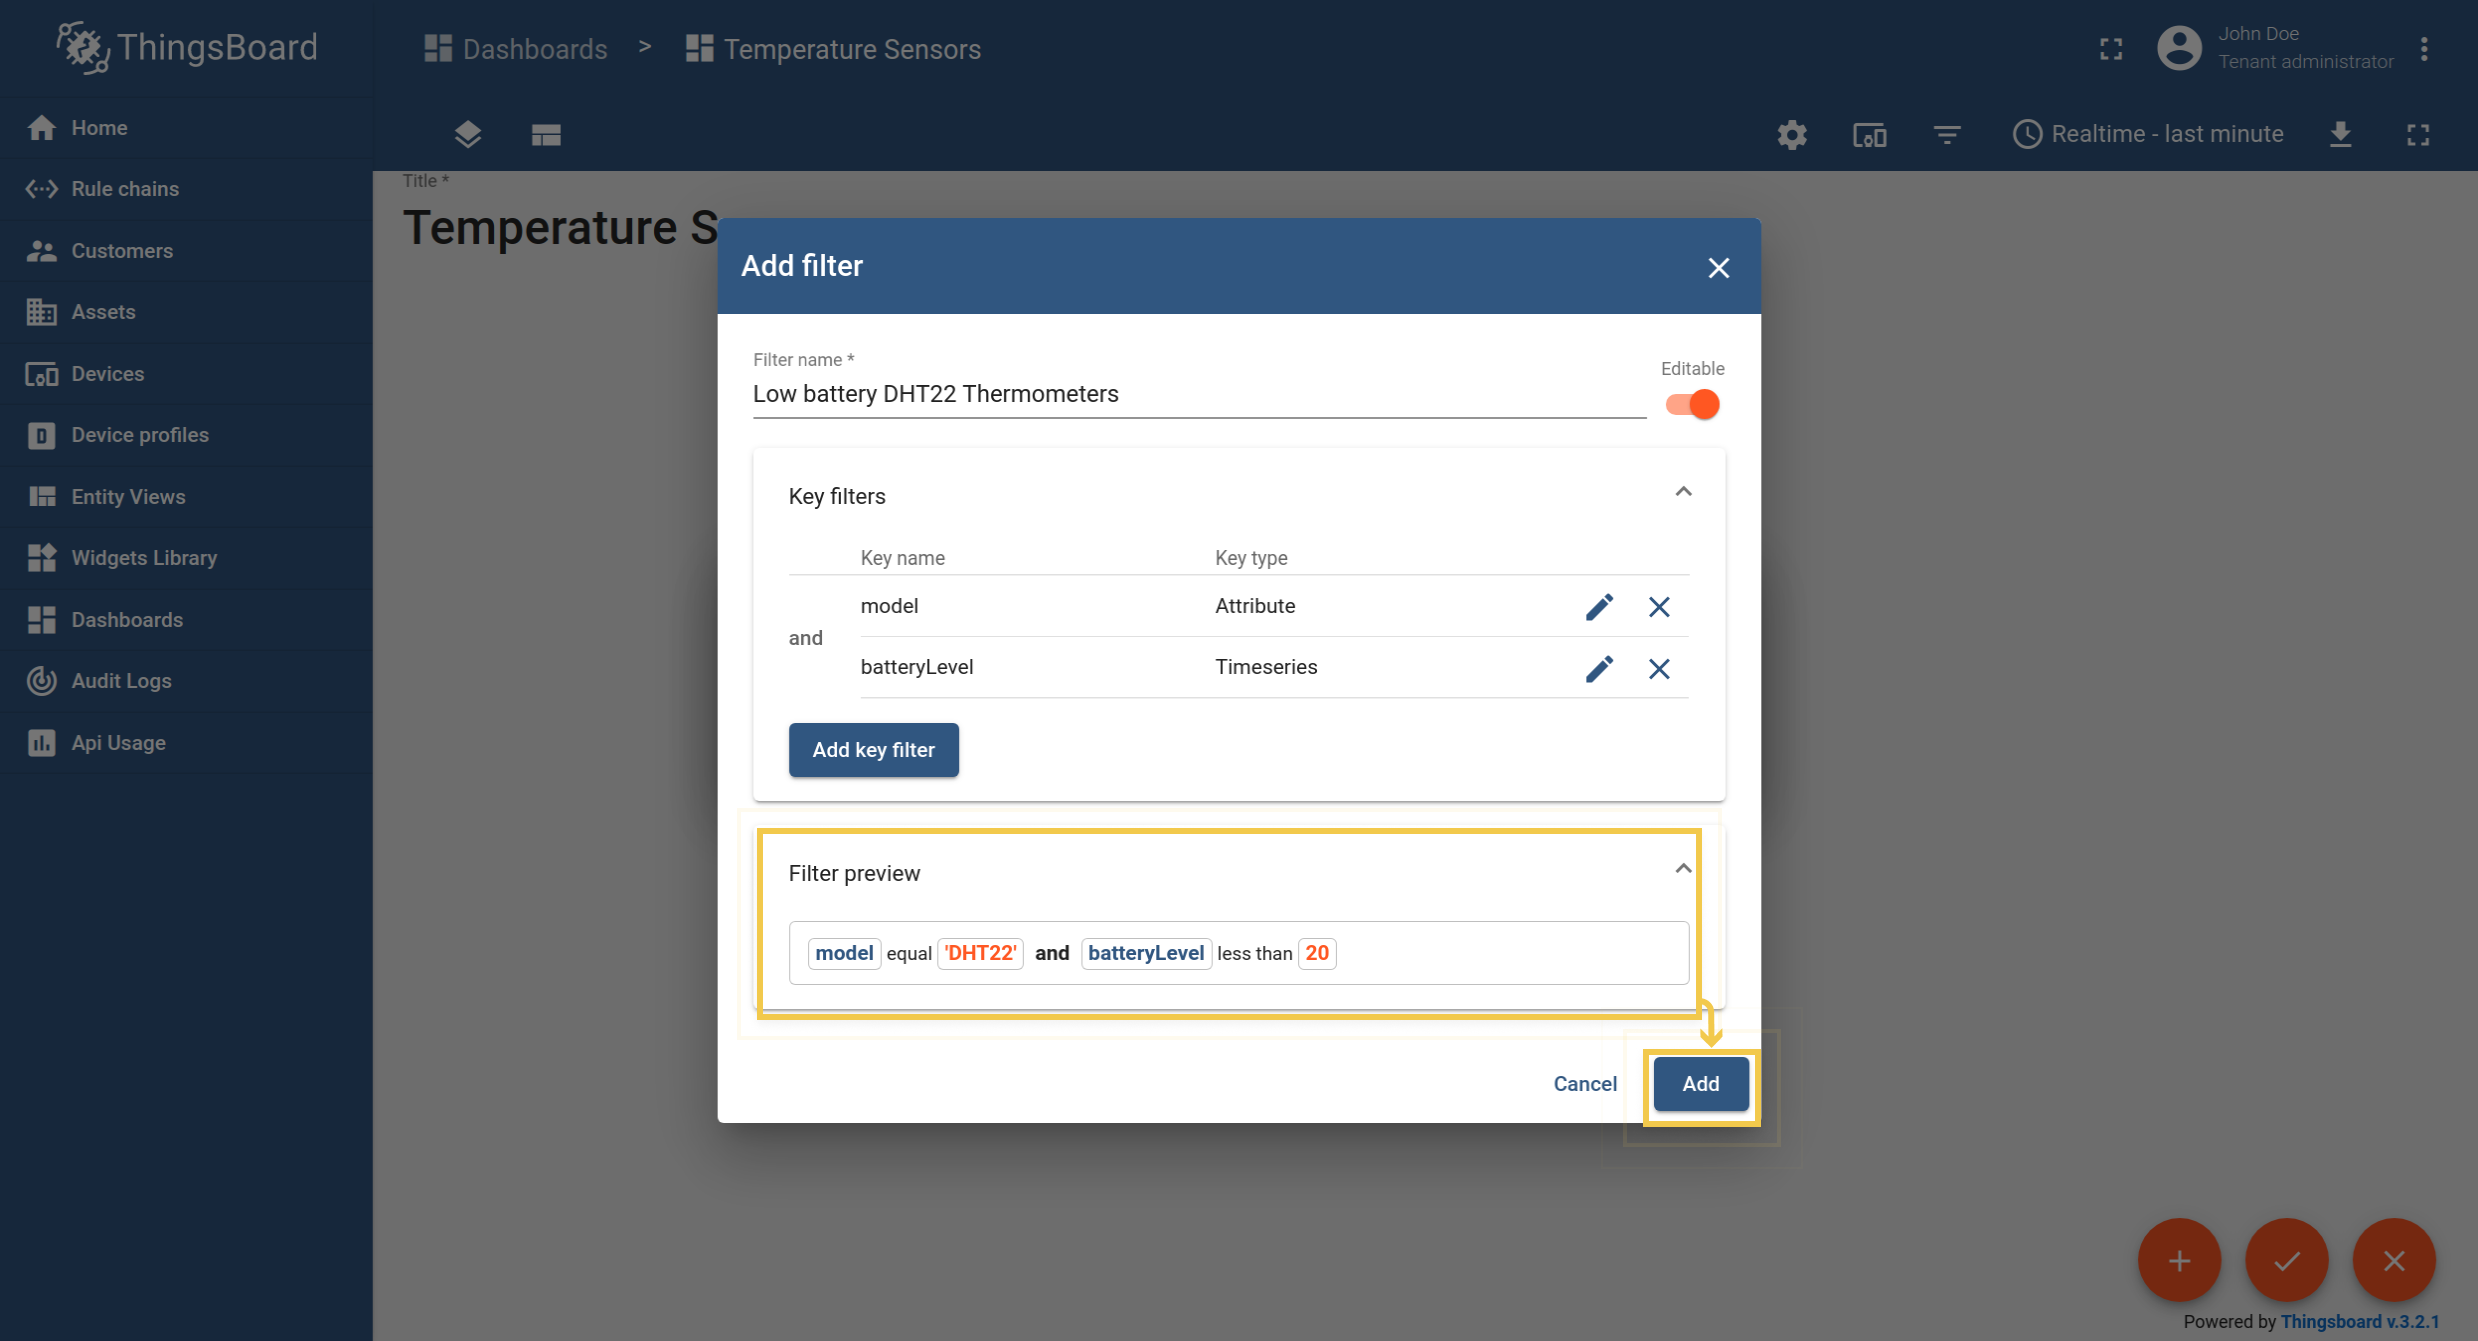 ThingsBoard
Dashboards > Temperature Sensors
John Doe
Tenant administrator
Home
Rule chains
Customers
Assets
Devices
Device profiles
Entity Views
Widgets Library
Dashboards
Audit Logs
Api Usage
Realtime - last minute
Title *
Temperature S
Add filter
Filter name *
Low battery DHT22 Thermometers
Editable
Key filters
Key name Key type
model Attribute
and
batteryLevel Timeseries
Add key filter
Filter preview
model equal 'DHT22' and batteryLevel less than 20
Cancel Add
Powered by Thingsboard v.3.2.1